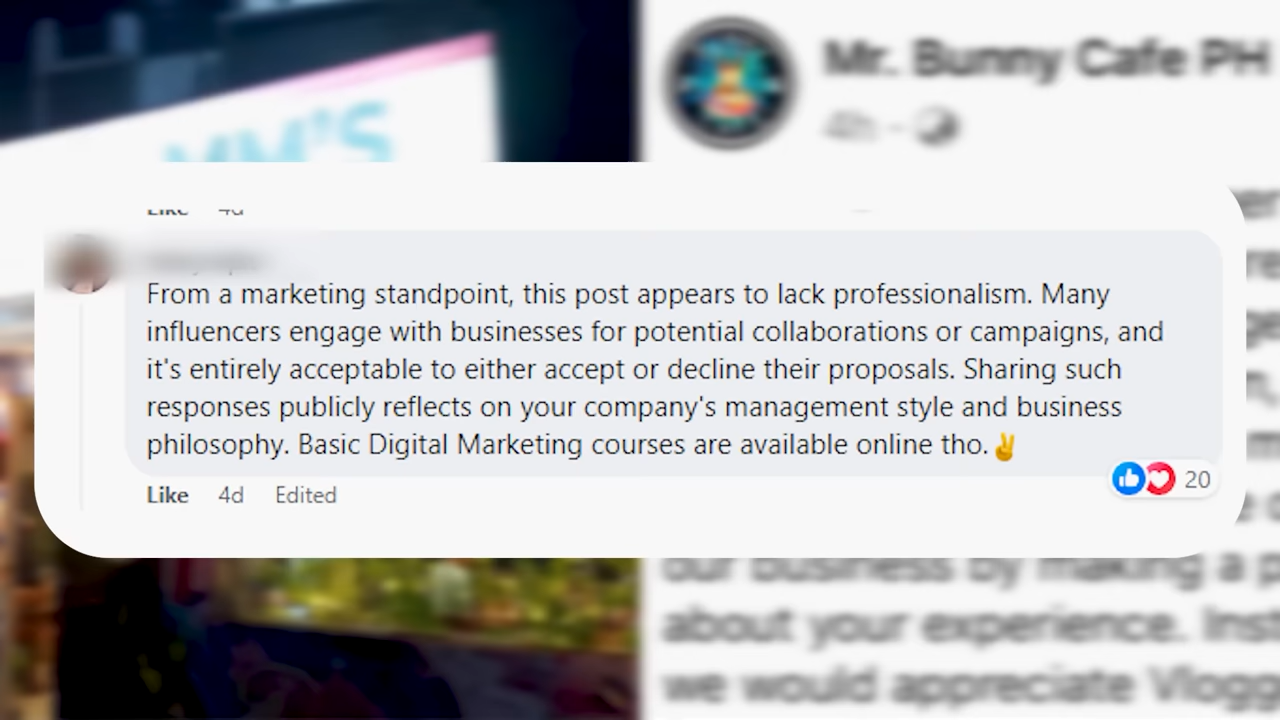 MM'S
Mr. Bunny Cafe PH
4h
Like 4d
From a marketing standpoint, this post appears to lack professionalism. Many
influencers engage with businesses for potential collaborations or campaigns, and
it's entirely acceptable to either accept or decline their proposals. Sharing such
responses publicly reflects on your company's management style and business
philosophy. Basic Digital Marketing courses are available online tho.✌
Like 4d Edited
20
our business by making a p
about your experience. Inst
we would appreciate Vlogg